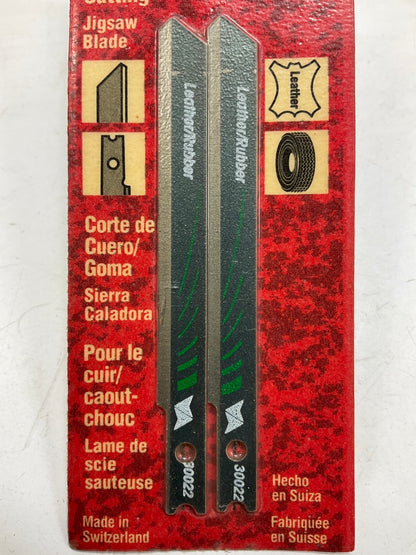 Cutting
Jigsaw
Blade
Leather
Leather/Rubber
Leather/Rubber
Corte de
Cuero/
Goma
Sierra
Caladora
Pour le
cuir/
caout-
chouc
Lame de
scie
sauteuse
30022
30022
Made in
Switzerland
Hecho
en Suiza
Fabriquée
en Suisse